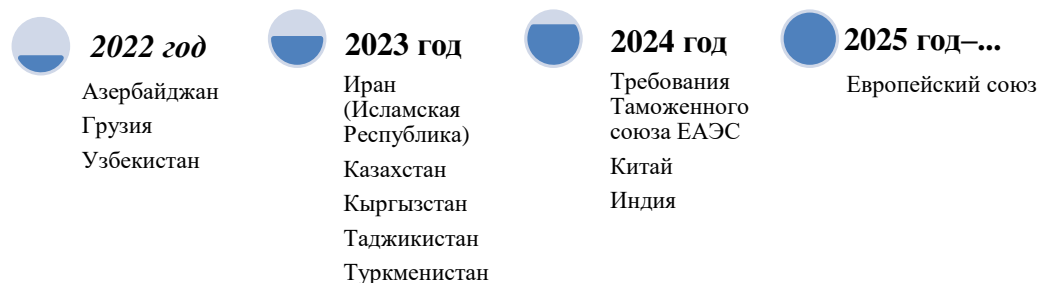 2022 год
Азербайджан
Грузия
Узбекистан
2023 год
Иран
(Исламская
Республика)
Казахстан
Кыргызстан
Таджикистан
Туркменистан
2024 год
Требования
Таможенного
союза ЕАЭС
Китай
Индия
2025 год–...
Европейский союз